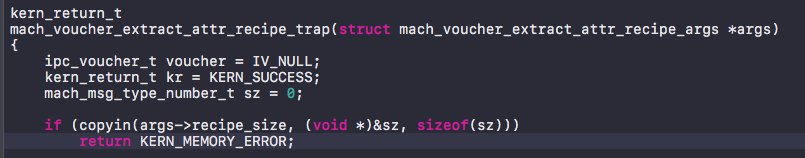 kern_return_t
mach_voucher_extract_attr_recipe_trap(struct mach_voucher_extract_attr_recipe_args *args)
{
    ipc_voucher_t voucher = IV_NULL;
    kern_return_t kr = KERN_SUCCESS;
    mach_msg_type_number_t sz = 0;

    if (copyin(args->recipe_size, (void *)&sz, sizeof(sz)))
        return KERN_MEMORY_ERROR;